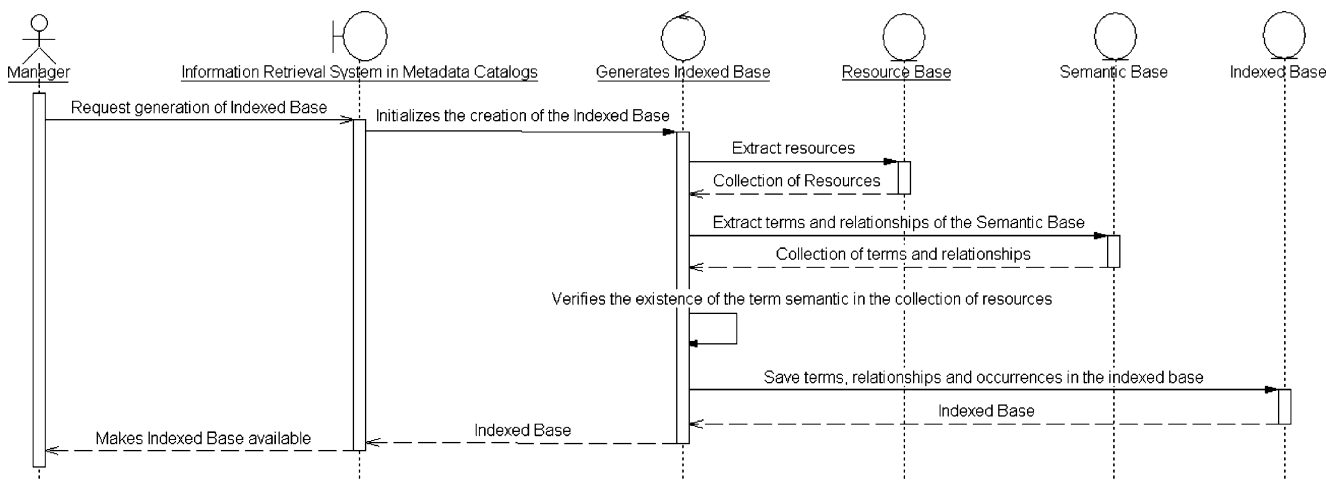 Manager
Information Retrieval System in Metadata Catalogs
Generates Indexed Base
Resource Base
Semantic Base
Indexed Base
Request generation of Indexed Base
Initializes the creation of the Indexed Base
Extract resources
Collection of Resources
Extract terms and relationships of the Semantic Base
Collection of terms and relationships
Verifies the existence of the term semantic in the collection of resources
Save terms, relationships and occurrences in the indexed base
Indexed Base
Indexed Base
Makes Indexed Base available